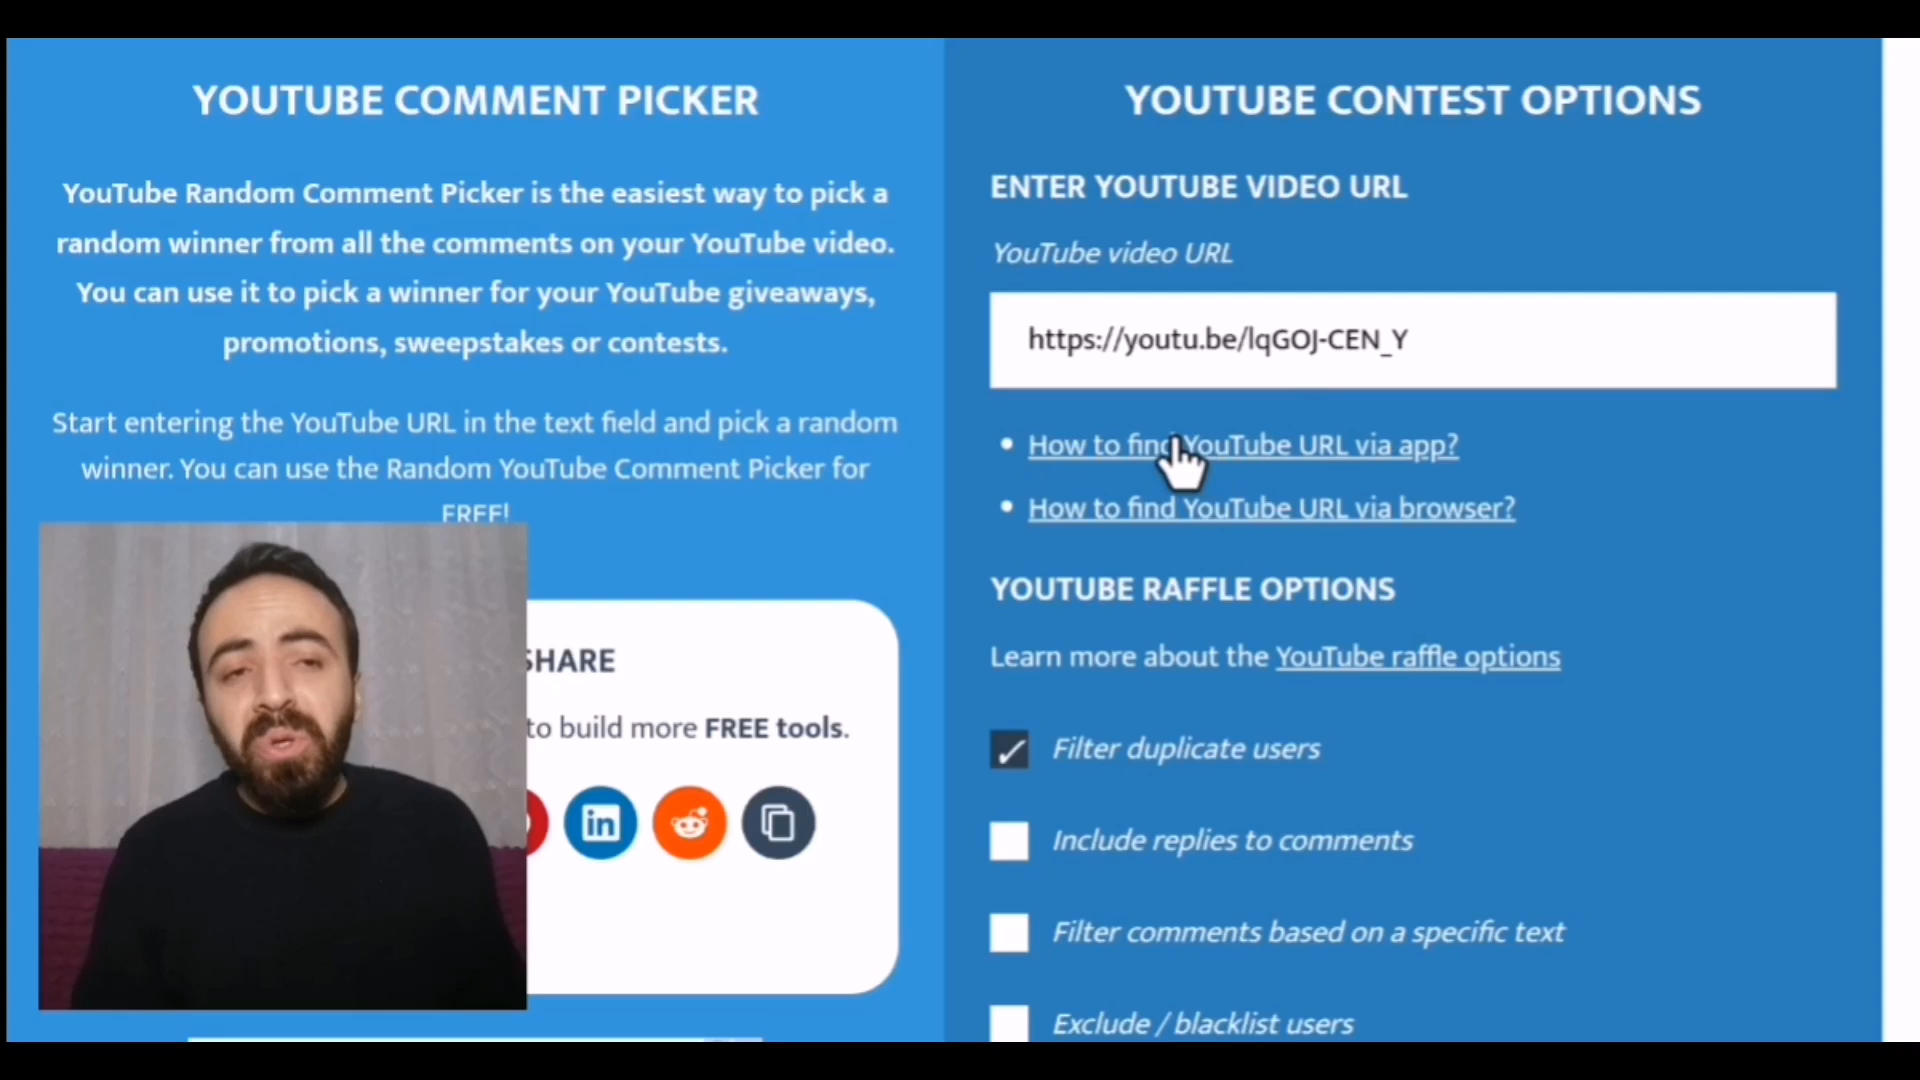 YOUTUBE COMMENT PICKER
YouTube Random Comment Picker is the easiest way to pick a
random winner from all the comments on your YouTube video.
You can use it to pick a winner for your YouTube giveaways,
promotions, sweepstakes or contests.
Start entering the YouTube URL in the text field and pick a random
winner. You can use the Random YouTube Comment Picker for
FREE!
SHARE
to build more FREE tools.
in
YOUTUBE CONTEST OPTIONS
ENTER YOUTUBE VIDEO URL
YouTube video URL
https://youtu.be/lqGOJ-CEN_Y
How to find YouTube URL via app?
How to find YouTube URL via browser?
YOUTUBE RAFFLE OPTIONS
Learn more about the YouTube raffle options
Filter duplicate users
Include replies to comments
Filter comments based on a specific text
Exclude / blacklist users